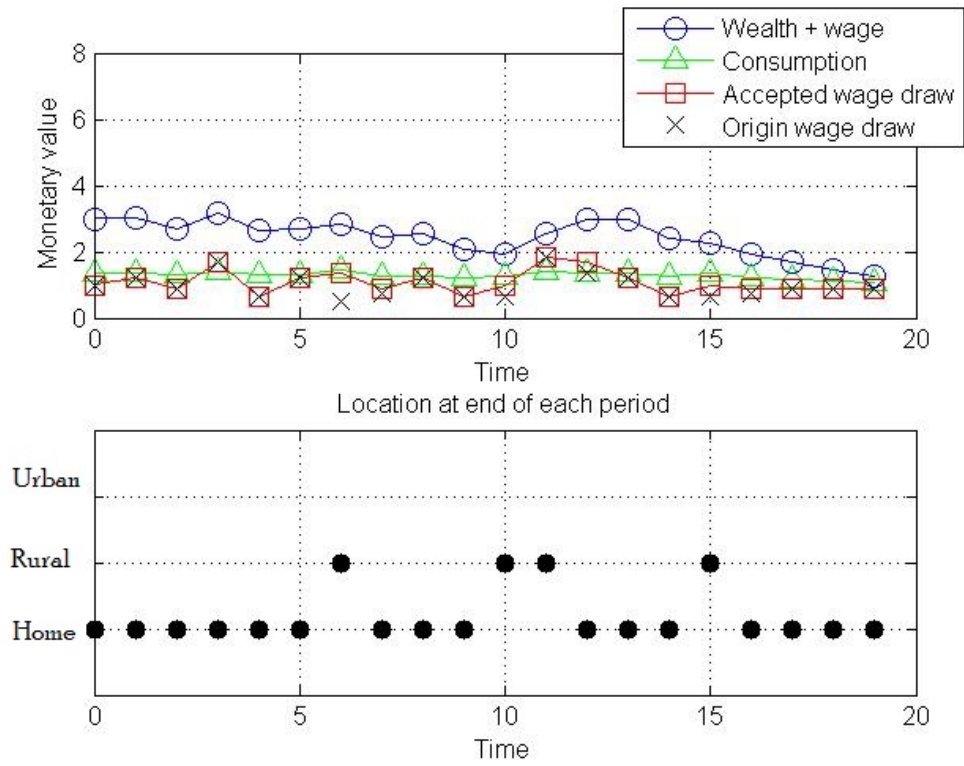 Wealth + wage
Consumption
Accepted wage draw
Origin wage draw
8
6
4
2
0
Monetary value
0 5 10 15 20
Time
Location at end of each period
Urban
Rural
Home
0 5 10 15 20
Time